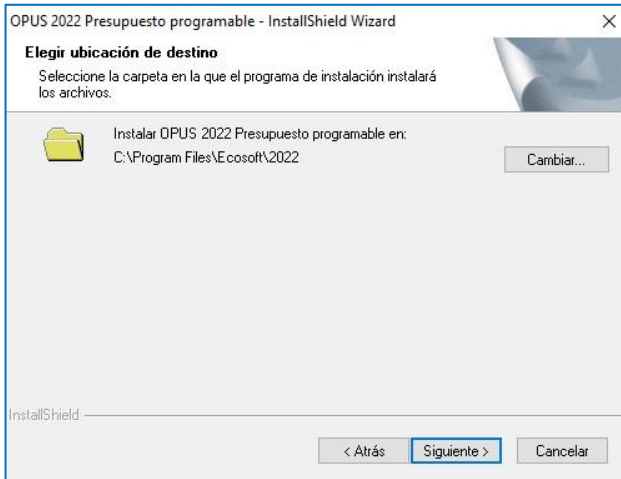 OPUS 2022 Presupuesto programable - InstallShield Wizard
Elegir ubicación de destino
Seleccione la carpeta en la que el programa de instalación instalará
los archivos.
Instalar OPUS 2022 Presupuesto programable en:
C:\Program Files\Ecosoft\2022
Cambiar...
InstallShield
< Atrás
Siguiente >
Cancelar